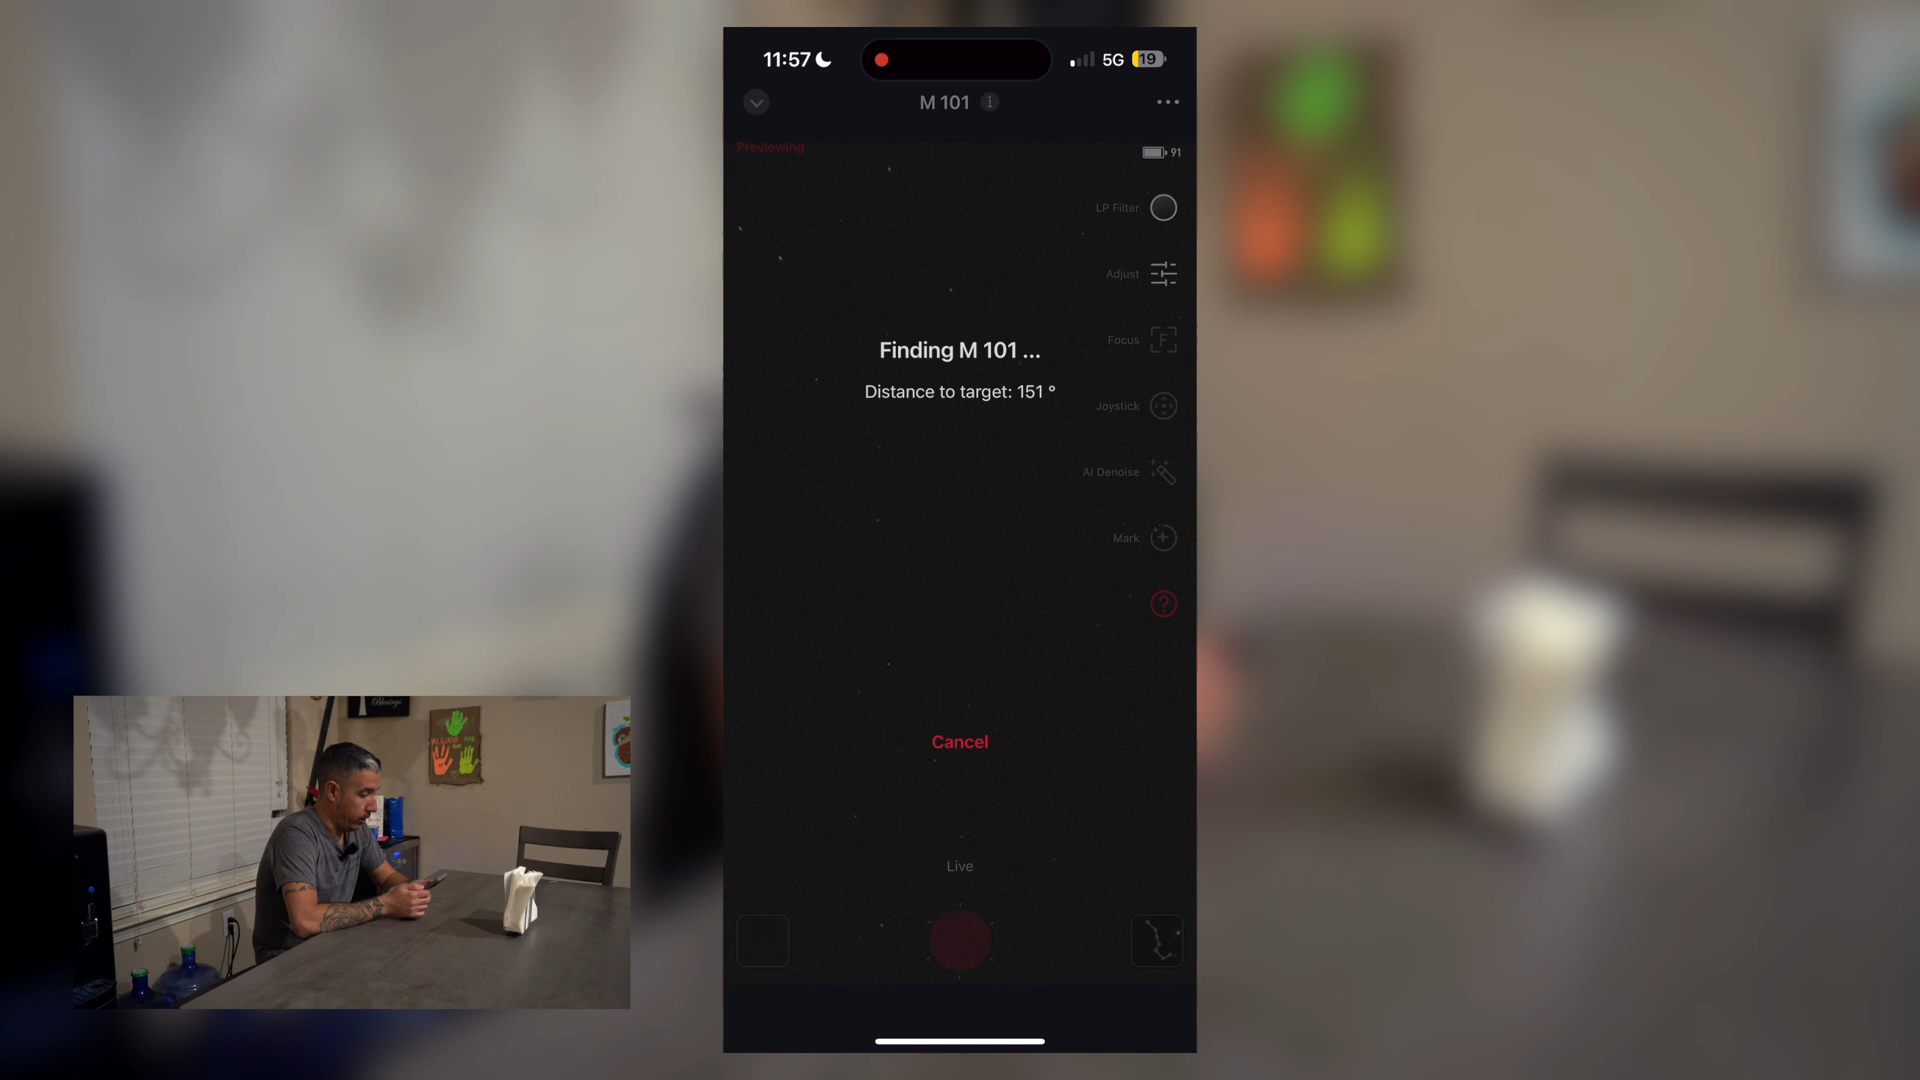 11:57
5G
19
M 101
Previewing
91
LP Filter
Adjust
Finding M 101 ...
Focus
F
Distance to target: 151 °
Joystick
AI Denoise
Mark
?
Cancel
Live
Blessings